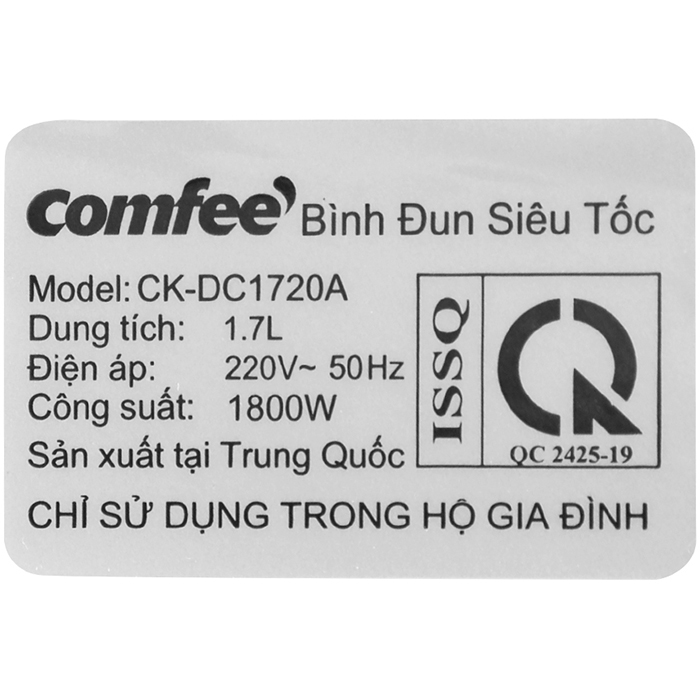 comfee' Bình Đun Siêu Tốc
Model: CK-DC1720A
Dung tích: 1.7L
Điện áp: 220V~ 50Hz
Công suất: 1800W
Sản xuất tại Trung Quốc
ISSQ
QC 2425-19
CHỈ SỬ DỤNG TRONG HỘ GIA ĐÌNH